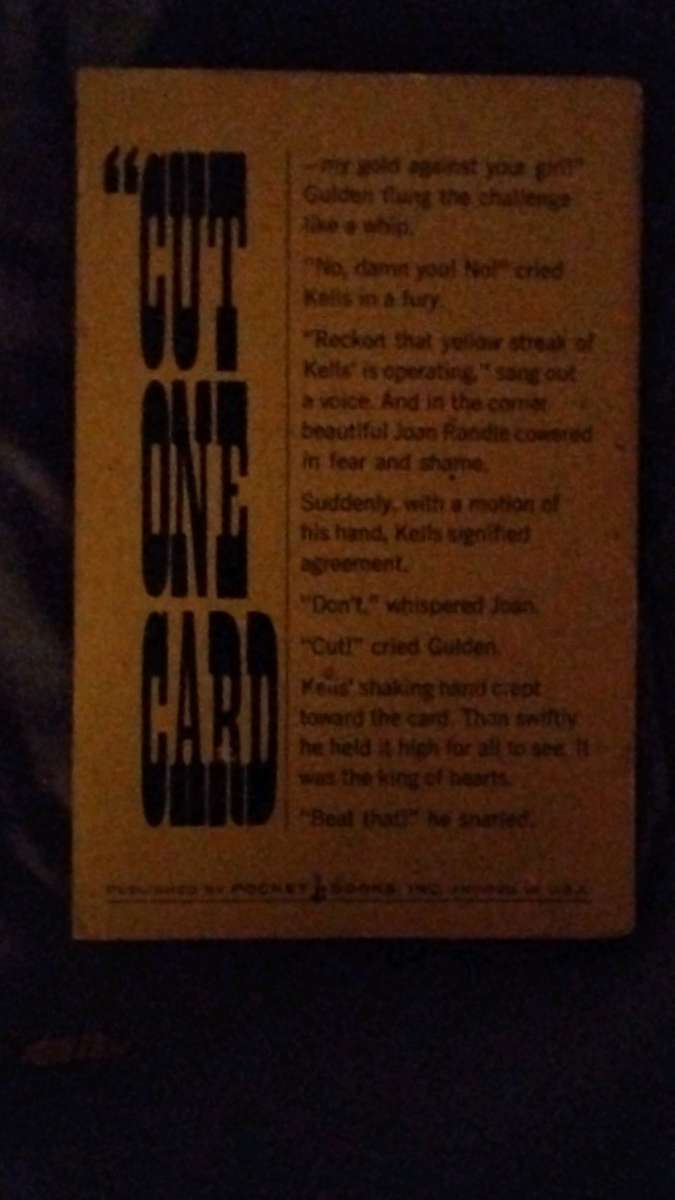 “CUT
ONE
CARD
—my gold against your girl!"
Gulden flung the challenge
like a whip.
"No, damn you! No!" cried
Kells in a fury.
"Reckon that yellow streak of
Kells' is operating," sang out
a voice. And in the corner
beautiful Joan Randle cowered
in fear and shame.
Suddenly, with a motion of
his hand, Kells signified
agreement.
"Don't," whispered Joan.
"Cut!" cried Gulden.
Kells' shaking hand crept
toward the card. Then swiftly
he held it high for all to see. It
was the king of hearts.
"Beat that!" he snarled.
PUBLISHED BY POCKET BOOKS, INC. PRINTED IN U.S.A.